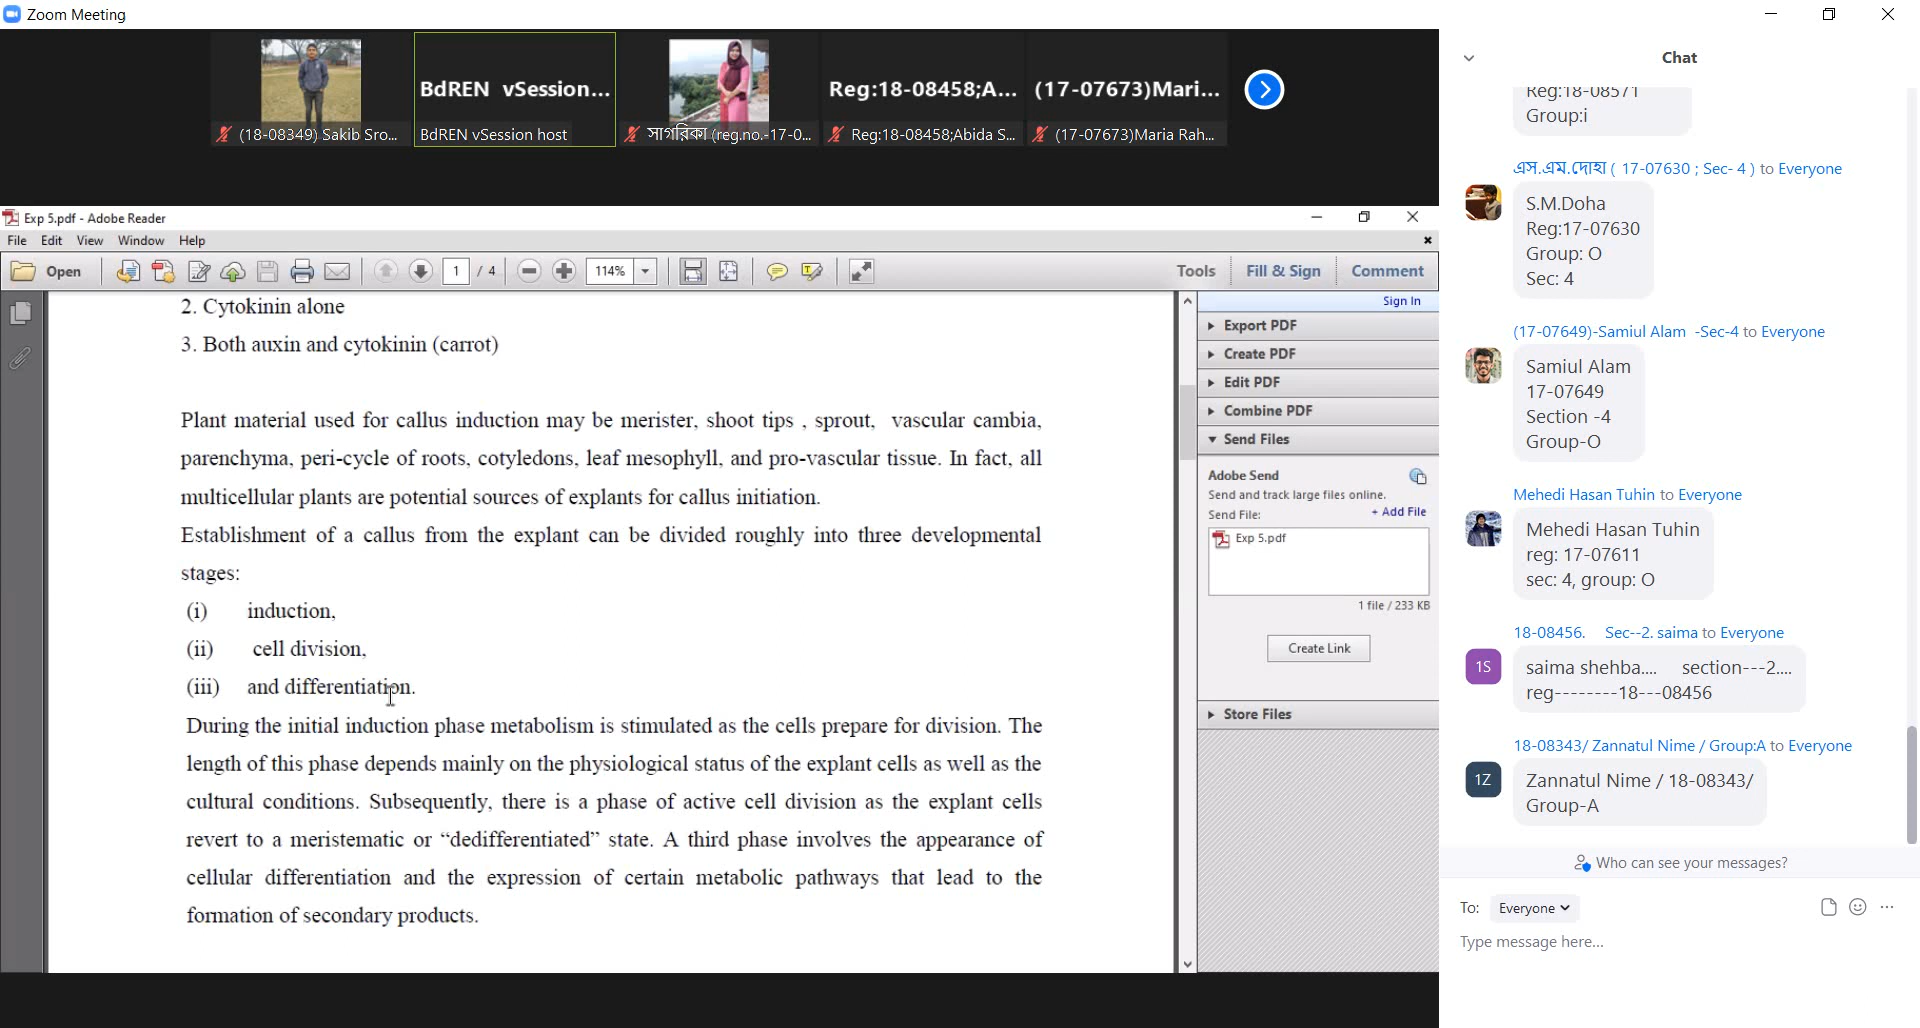 Zoom Meeting
BdREN vSession...
Reg:18-08458;A...
(17-07673)Mari...
(18-08349) Sakib Sro...
BdREN vSession host
সাগরিকা (reg.no.-17-0...
Reg:18-08458;Abida S...
(17-07673)Maria Rah...
Exp 5.pdf - Adobe Reader
File Edit View Window Help
Open
1 / 4
114%
Tools Fill & Sign Comment
2. Cytokinin alone
3. Both auxin and cytokinin (carrot)
Plant material used for callus induction may be merister, shoot tips , sprout, vascular cambia,
parenchyma, peri-cycle of roots, cotyledons, leaf mesophyll, and pro-vascular tissue. In fact, all
multicellular plants are potential sources of explants for callus initiation.
Establishment of a callus from the explant can be divided roughly into three developmental
stages:
(i) induction,
(ii) cell division,
(iii) and differentiation.
During the initial induction phase metabolism is stimulated as the cells prepare for division. The
length of this phase depends mainly on the physiological status of the explant cells as well as the
cultural conditions. Subsequently, there is a phase of active cell division as the explant cells
revert to a meristematic or “dedifferentiated” state. A third phase involves the appearance of
cellular differentiation and the expression of certain metabolic pathways that lead to the
formation of secondary products.
Sign In
Export PDF
Create PDF
Edit PDF
Combine PDF
Send Files
Adobe Send
Send and track large files online.
Send File:
+ Add File
Exp 5.pdf
1 file / 233 KB
Create Link
Store Files
Chat
Reg:18-08571
Group:i
এস.এম.দোহা ( 17-07630 ; Sec- 4 ) to Everyone
S.M.Doha
Reg:17-07630
Group: O
Sec: 4
(17-07649)-Samiul Alam -Sec-4 to Everyone
Samiul Alam
17-07649
Section -4
Group-O
Mehedi Hasan Tuhin to Everyone
Mehedi Hasan Tuhin
reg: 17-07611
sec: 4, group: O
18-08456. Sec--2. saima to Everyone
1S
saima shehba.... section---2....
reg--------18---08456
18-08343/ Zannatul Nime / Group:A to Everyone
1Z
Zannatul Nime / 18-08343/
Group-A
Who can see your messages?
To: Everyone
Type message here...